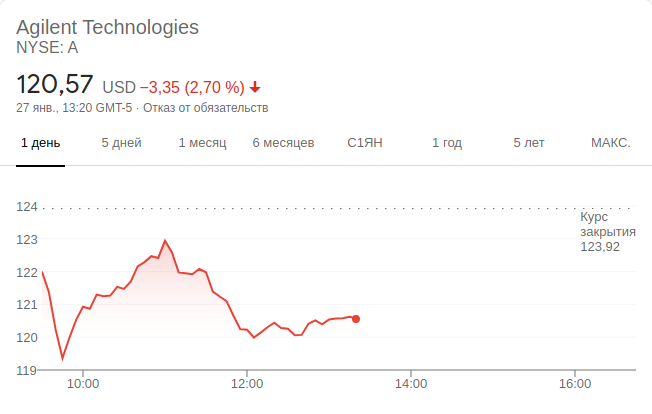 Agilent Technologies
NYSE: A
120,57 USD −3,35 (2,70 %)
27 янв., 13:20 GMT-5 · Отказ от обязательств
1 день 5 дней 1 месяц 6 месяцев С1ЯН 1 год 5 лет МАКС.
124
Курс
закрытия
123,92
123
122
121
120
119
10:00 12:00 14:00 16:00